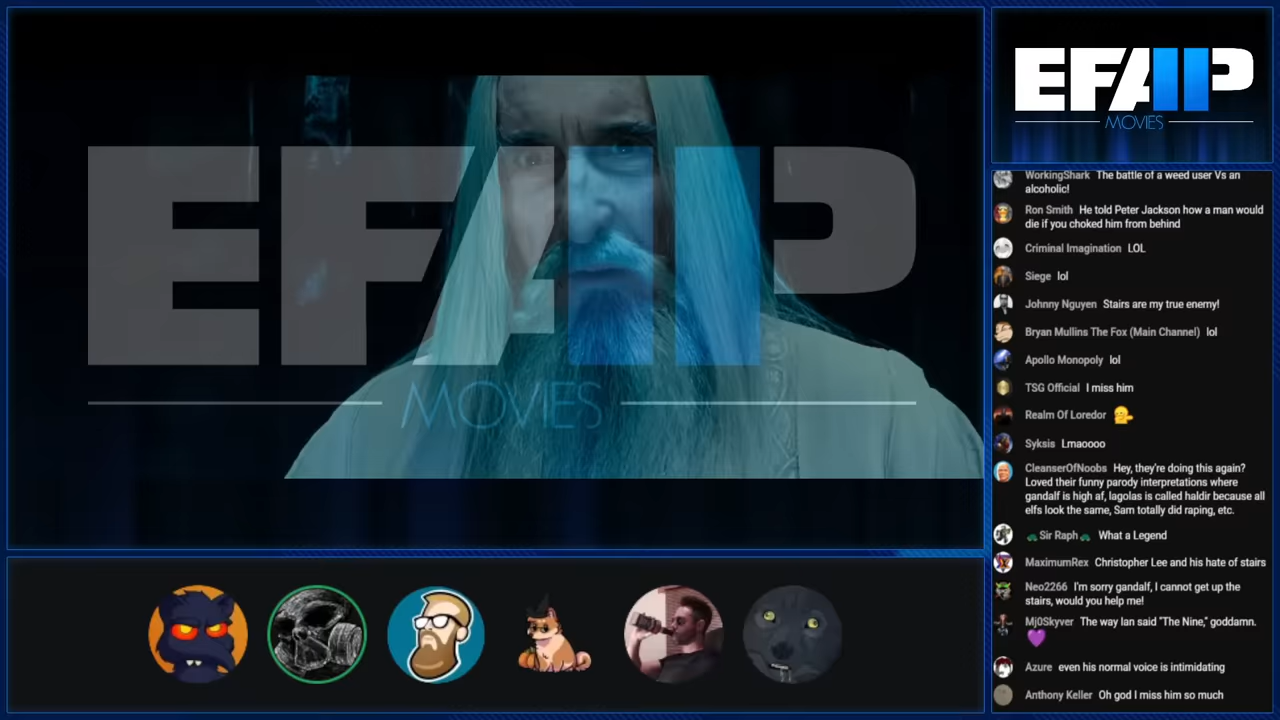 EFAP
MOVIES
EFAP
MOVIES
WorkingShark The battle of a weed user Vs an
alcoholic!
Ron Smith He told Peter Jackson how a man would
die if you choked him from behind
Criminal Imagination LOL
Siege lol
Johnny Nguyen Stairs are my true enemy!
Bryan Mullins The Fox (Main Channel) lol
Apollo Monopoly lol
TSG Official I miss him
Realm Of Loredor
Syksis Lmaoooo
CleanserOfNoobs Hey, they're doing this again?
Loved their funny parody interpretations where
gandalf is high af, lagolas is called haldir because all
elfs look the same, Sam totally did raping, etc.
Sir Raph What a Legend
MaximumRex Christopher Lee and his hate of stairs
Neo2266 I'm sorry gandalf, I cannot get up the
stairs, would you help me!
Mj0Skyver The way Ian said "The Nine," goddamn.
Azure even his normal voice is intimidating
Anthony Keller Oh god I miss him so much